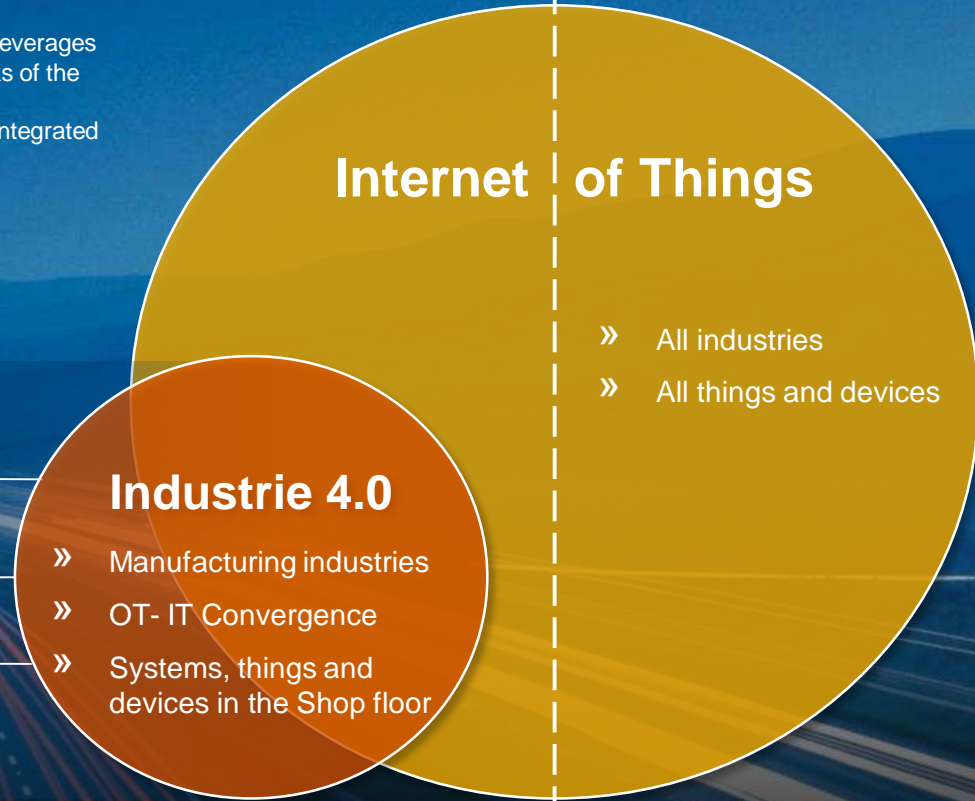 everages
s of the
ntegrated
Internet of Things
» All industries
» All things and devices
Industrie 4.0
» Manufacturing industries
» OT- IT Convergence
» Systems, things and
devices in the Shop floor